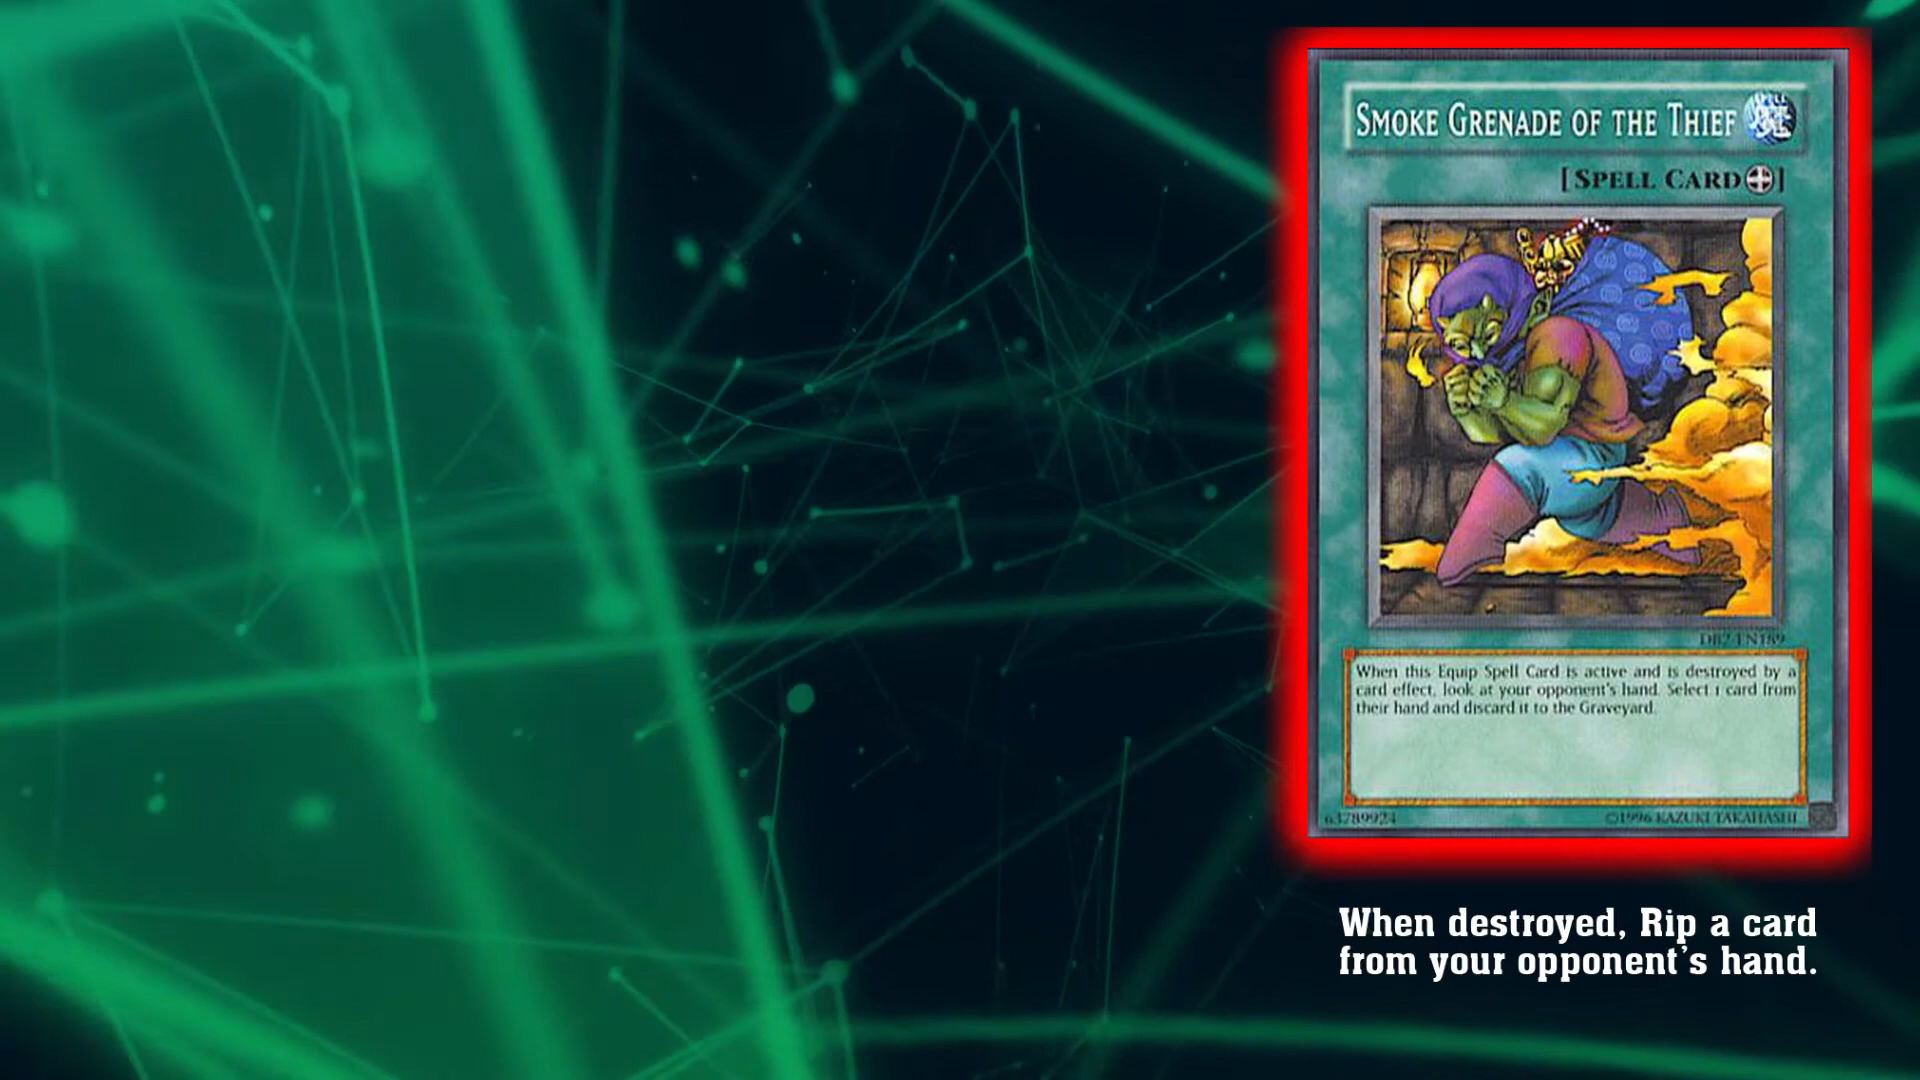 SMOKE GRENADE OF THE THIEF
[SPELL CARD]
DB2-EN189
When this Equip Spell Card is active and is destroyed by a
card effect, look at your opponent's hand. Select 1 card from
their hand and discard it to the Graveyard.
63789924
©1996 KAZUKI TAKAHASHI
When destroyed, Rip a card
from your opponent's hand.